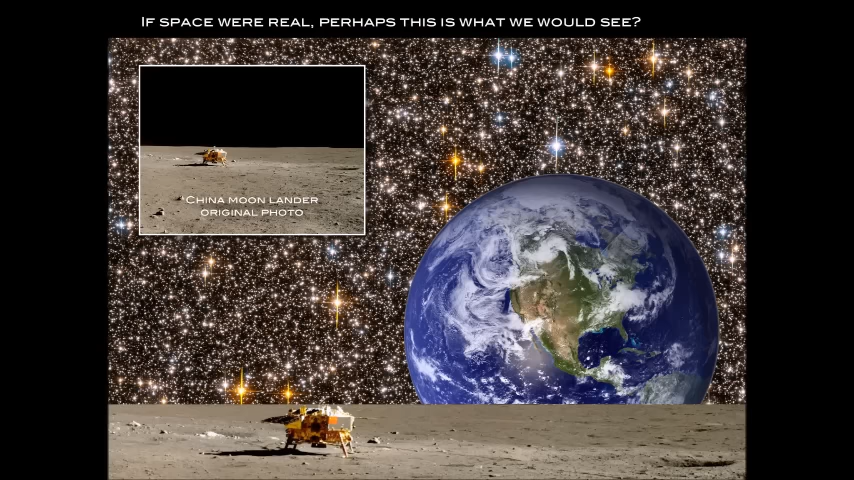 If space were real, perhaps this is what we would see?
*China moon lander
original photo